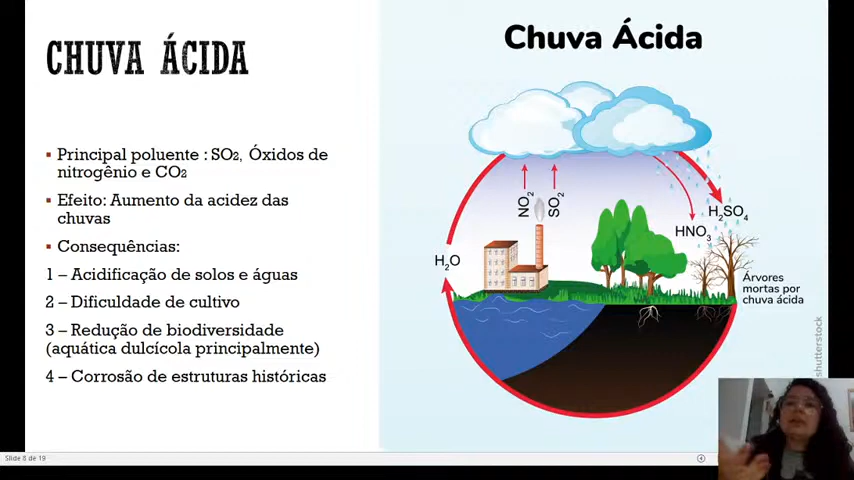 CHUVA ÁCIDA
▪ Principal poluente : SO₂, Óxidos de
nitrogênio e CO₂
▪ Efeito: Aumento da acidez das
chuvas
▪ Consequências:
1 – Acidificação de solos e águas
2 – Dificuldade de cultivo
3 – Redução de biodiversidade
(aquática dulcícola principalmente)
4 – Corrosão de estruturas históricas
Chuva Ácida
NO₂
SO₂
H₂SO₄
HNO₃
H₂O
Árvores
mortas por
chuva ácida
shutterstock
Slide 8 de 19